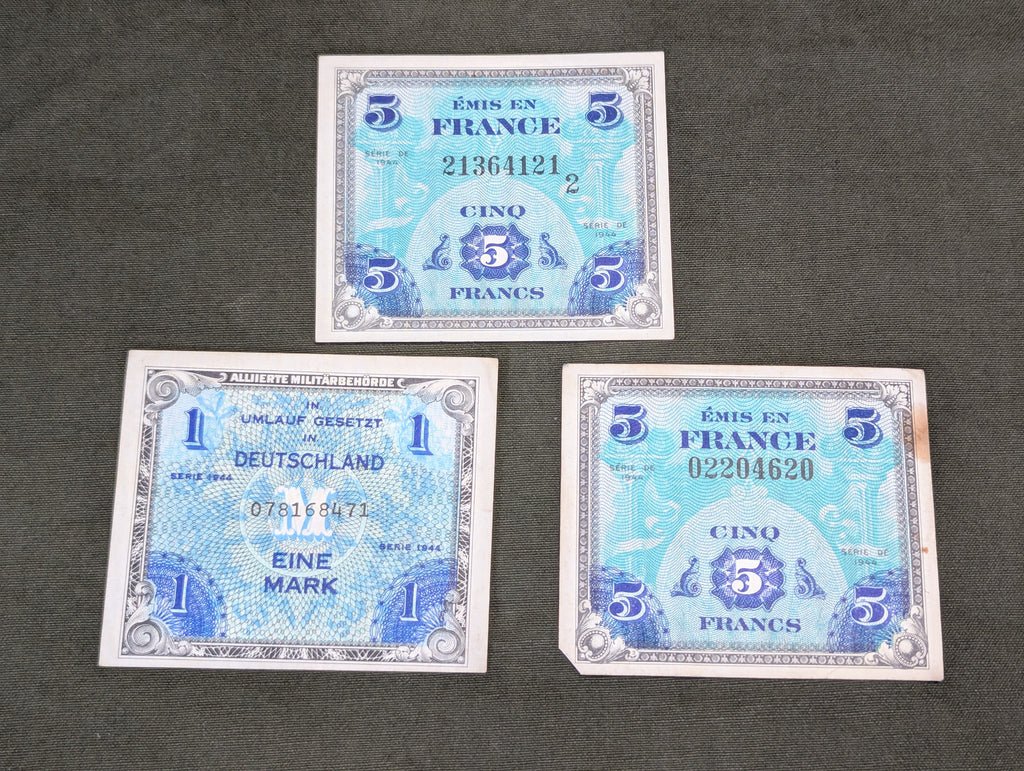 5 ÉMIS EN 5
FRANCE
SÉRIE DE
1944
21364121
2
CINQ
SÉRIE DE
1944
5
5 5
FRANCS
ALLIIERTE MILITÄRBEHÖRDE
IN
1 UMLAUF GESETZT 1
IN
DEUTSCHLAND
SERIE 1944
M
078168471
SERIE 1944
EINE
1 MARK 1
5 ÉMIS EN 5
FRANCE
SÉRIE DE
1944
02204620
CINQ
SÉRIE DE
1944
5
5 5
FRANCS